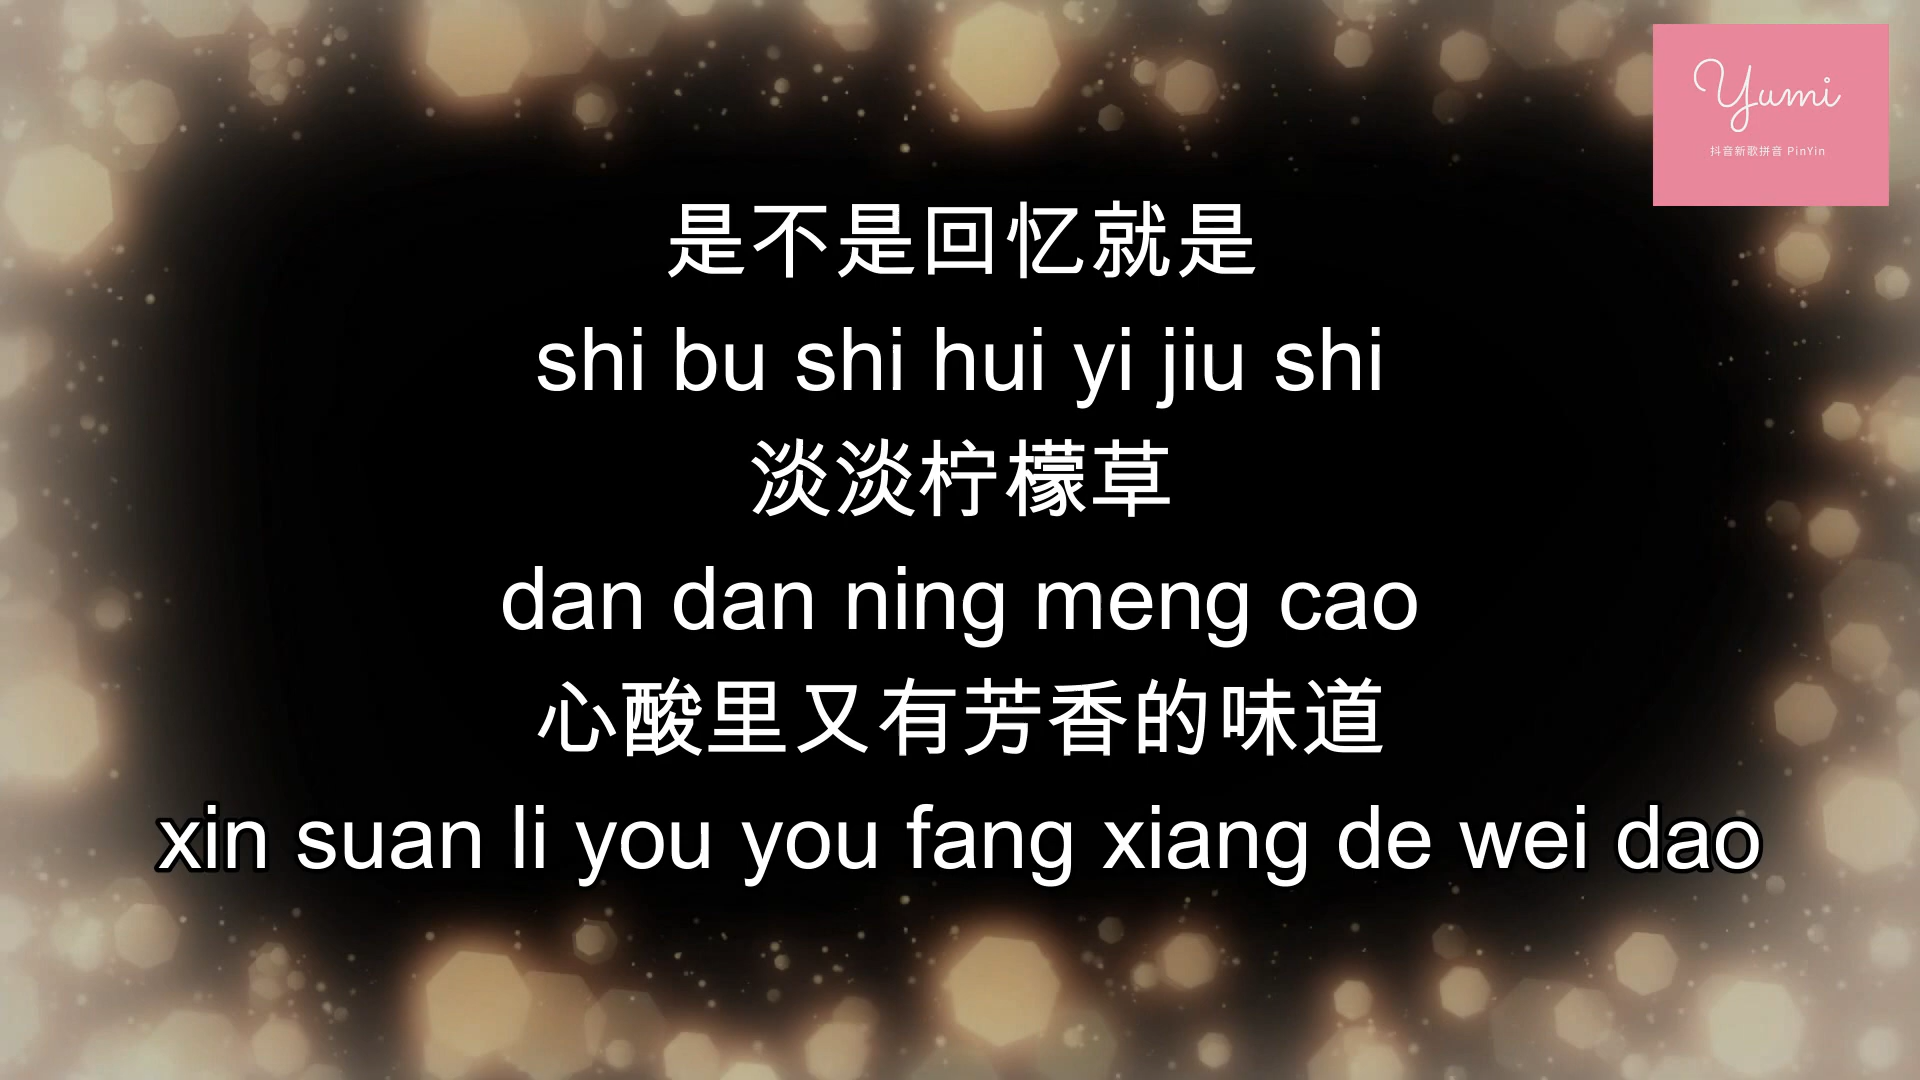 Yumi
抖音新歌拼音 PinYin
是不是回忆就是
shi bu shi hui yi jiu shi
淡淡柠檬草
dan dan ning meng cao
心酸里又有芳香的味道
xin suan li you you fang xiang de wei dao